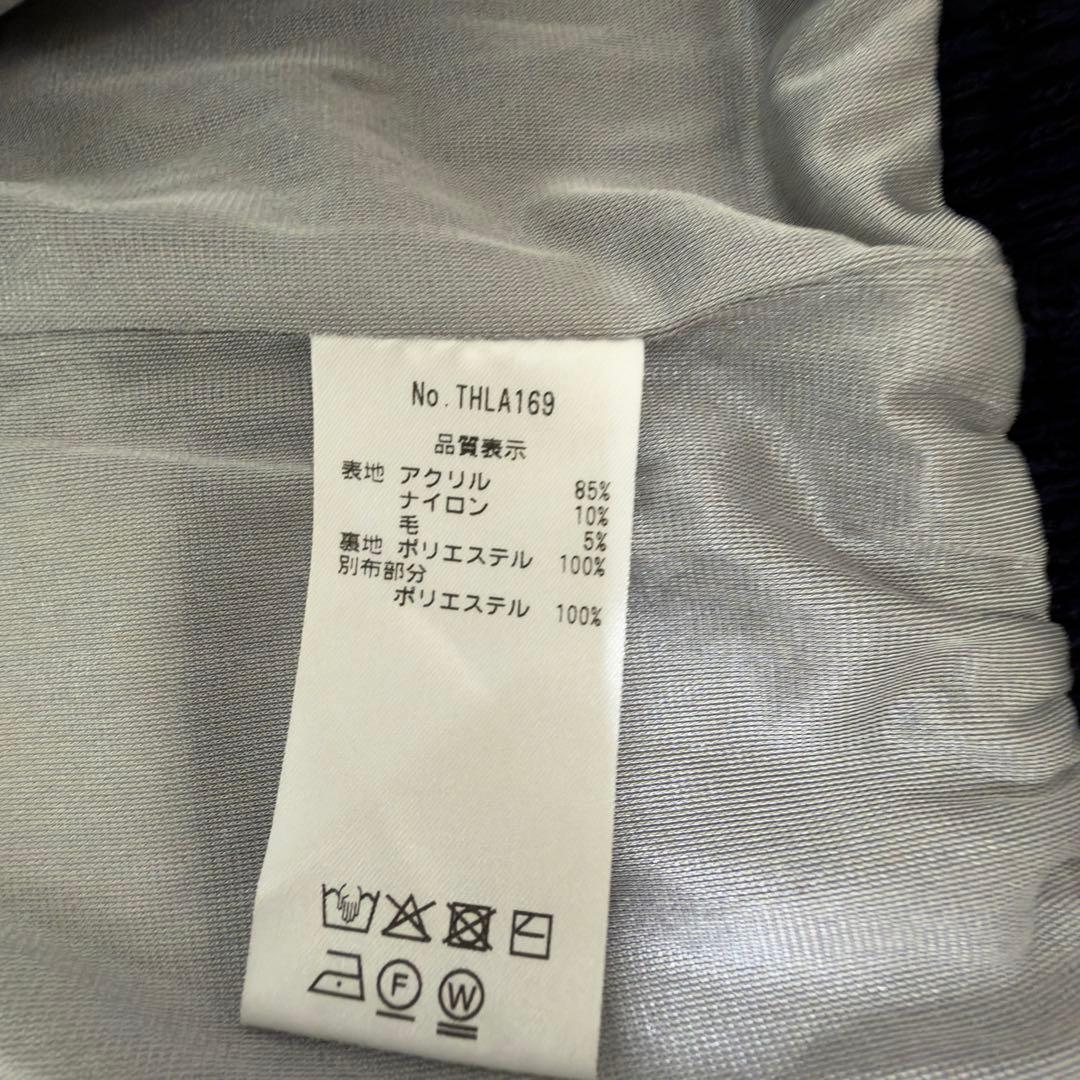 No.THLA169
品質表示
表地 アクリル 85%
ナイロン 10%
毛 5%
裏地 ポリエステル 100%
別布部分
ポリエステル 100%
F W